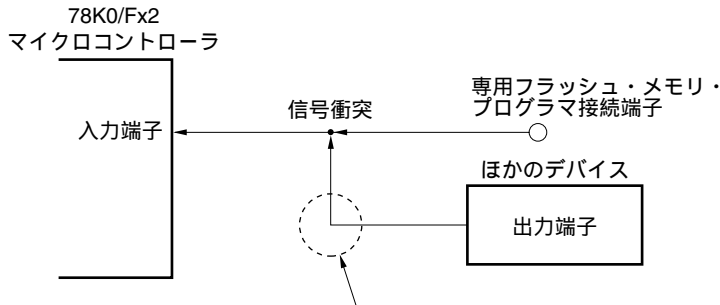 78K0/Fx2
マイクロコントローラ
入力端子
信号衝突
専用フラッシュ・メモリ・
プログラマ接続端子
ほかのデバイス
出力端子